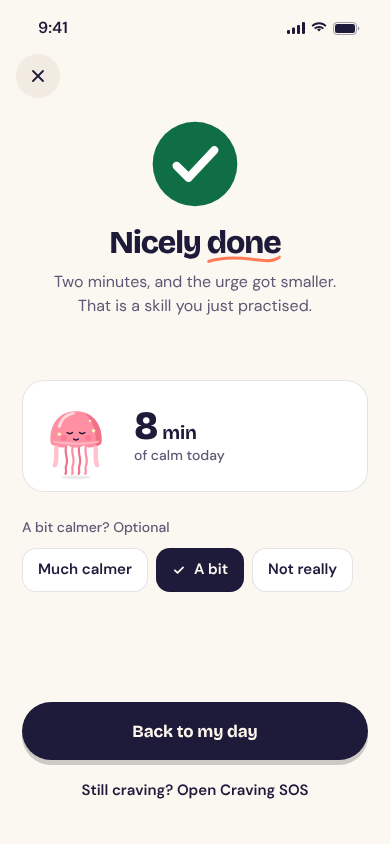 9:41
Nicely done
Two minutes, and the urge got smaller.
That is a skill you just practised.
8 min
of calm today
A bit calmer? Optional
Much calmer
A bit
Not really
Back to my day
Still craving? Open Craving SOS